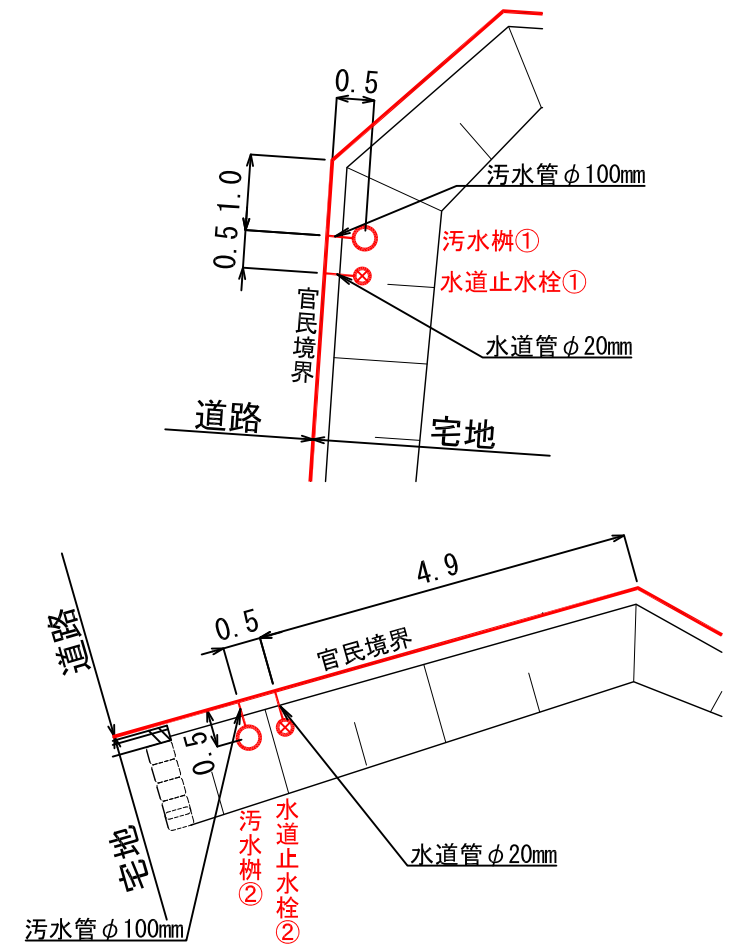 0.5
汚水管φ100mm
1.0
0.5
汚水桝①
水道止水栓①
官民境界
水道管φ20mm
道路
宅地
4.9
0.5
官民境界
道路
0.5
宅地
汚水桝②
水道止水栓②
水道管φ20mm
汚水管φ100mm